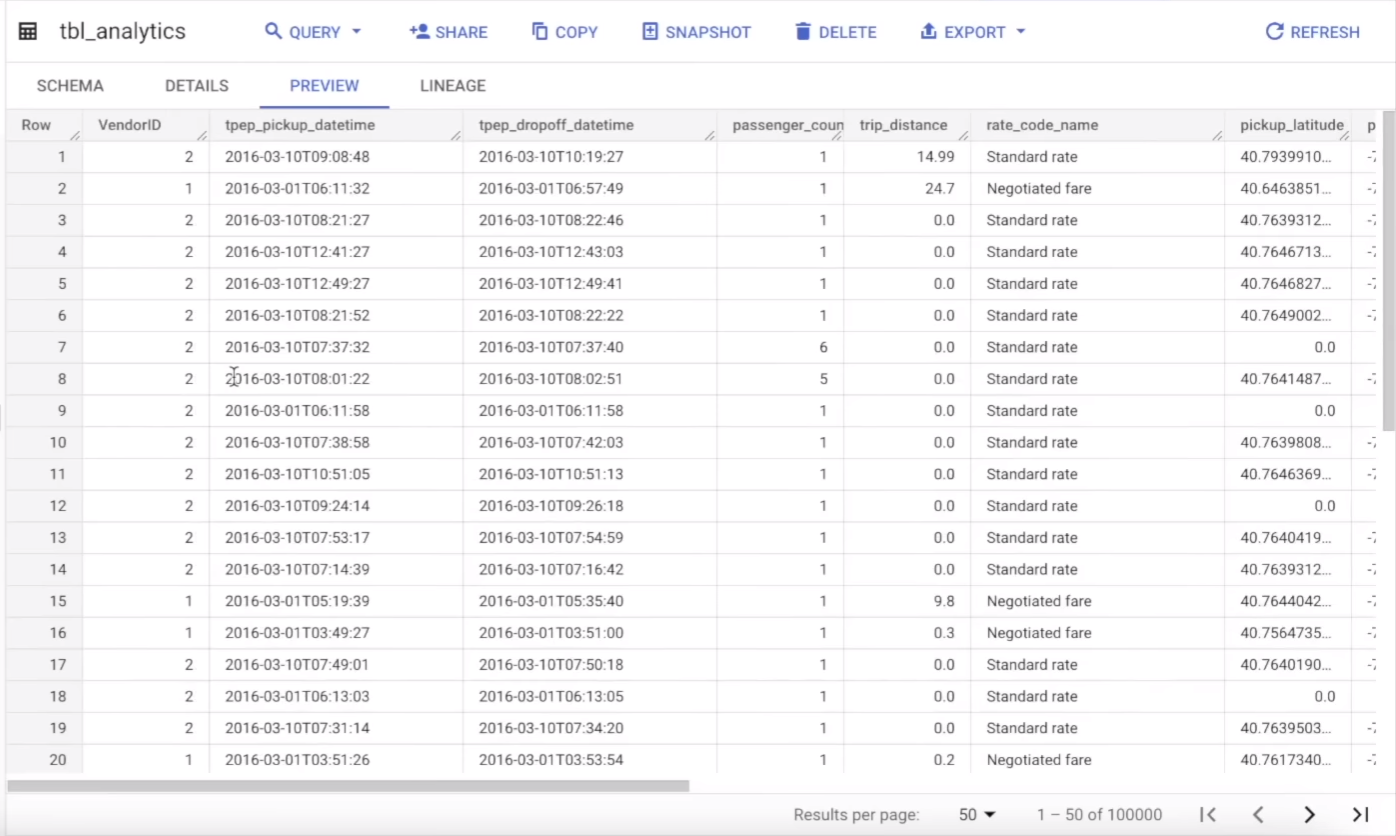 tbl_analytics QUERY SHARE COPY SNAPSHOT DELETE EXPORT REFRESH
SCHEMA DETAILS PREVIEW LINEAGE
Row VendorID tpep_pickup_datetime tpep_dropoff_datetime passenger_coun trip_distance rate_code_name pickup_latitude p
1 2 2016-03-10T09:08:48 2016-03-10T10:19:27 1 14.99 Standard rate 40.7939910... -7
2 1 2016-03-01T06:11:32 2016-03-01T06:57:49 1 24.7 Negotiated fare 40.6463851... -7
3 2 2016-03-10T08:21:27 2016-03-10T08:22:46 1 0.0 Standard rate 40.7639312... -7
4 2 2016-03-10T12:41:27 2016-03-10T12:43:03 1 0.0 Standard rate 40.7646713... -7
5 2 2016-03-10T12:49:27 2016-03-10T12:49:41 1 0.0 Standard rate 40.7646827... -7
6 2 2016-03-10T08:21:52 2016-03-10T08:22:22 1 0.0 Standard rate 40.7649002... -7
7 2 2016-03-10T07:37:32 2016-03-10T07:37:40 6 0.0 Standard rate 0.0
8 2 2016-03-10T08:01:22 2016-03-10T08:02:51 5 0.0 Standard rate 40.7641487... -7
9 2 2016-03-01T06:11:58 2016-03-01T06:11:58 1 0.0 Standard rate 0.0
10 2 2016-03-10T07:38:58 2016-03-10T07:42:03 1 0.0 Standard rate 40.7639808... -7
11 2 2016-03-10T10:51:05 2016-03-10T10:51:13 1 0.0 Standard rate 40.7646369... -7
12 2 2016-03-10T09:24:14 2016-03-10T09:26:18 1 0.0 Standard rate 0.0
13 2 2016-03-10T07:53:17 2016-03-10T07:54:59 1 0.0 Standard rate 40.7640419... -7
14 2 2016-03-10T07:14:39 2016-03-10T07:16:42 1 0.0 Standard rate 40.7639312... -7
15 1 2016-03-01T05:19:39 2016-03-01T05:35:40 1 9.8 Negotiated fare 40.7644042... -7
16 1 2016-03-01T03:49:27 2016-03-01T03:51:00 1 0.3 Negotiated fare 40.7564735... -7
17 2 2016-03-10T07:49:01 2016-03-10T07:50:18 1 0.0 Standard rate 40.7640190... -7
18 2 2016-03-01T06:13:03 2016-03-01T06:13:05 1 0.0 Standard rate 0.0
19 2 2016-03-10T07:31:14 2016-03-10T07:34:20 1 0.0 Standard rate 40.7639503... -7
20 1 2016-03-01T03:51:26 2016-03-01T03:53:54 1 0.2 Negotiated fare 40.7617340... -7
Results per page: 50 1 – 50 of 100000